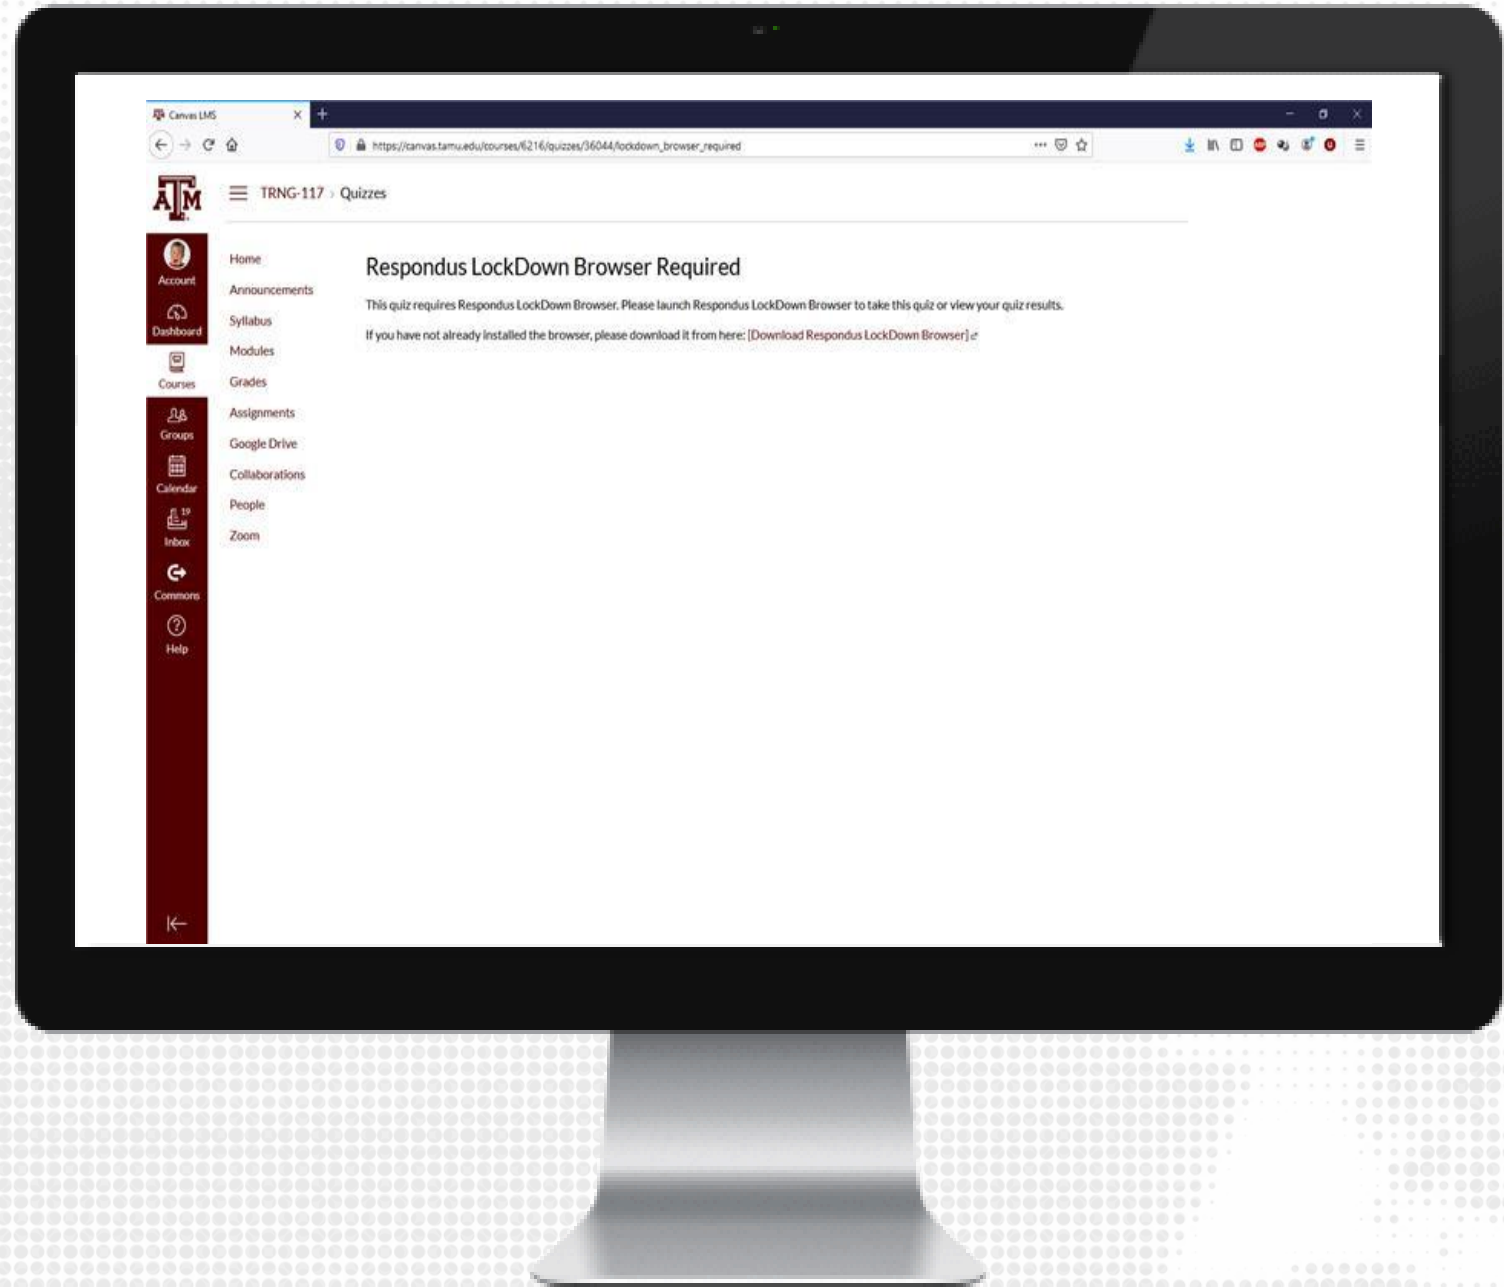 Canvas LMS
https://canvas.tamu.edu/courses/6216/quizzes/36044/lockdown_browser_required
ABP
ĀM
TRNG-117 › Quizzes
Account
Dashboard
Courses
Groups
Calendar
19
Inbox
Commons
Help
Home
Announcements
Syllabus
Modules
Grades
Assignments
Google Drive
Collaborations
People
Zoom
Respondus LockDown Browser Required
This quiz requires Respondus LockDown Browser. Please launch Respondus LockDown Browser to take this quiz or view your quiz results.
If you have not already installed the browser, please download it from here: [Download Respondus LockDown Browser]